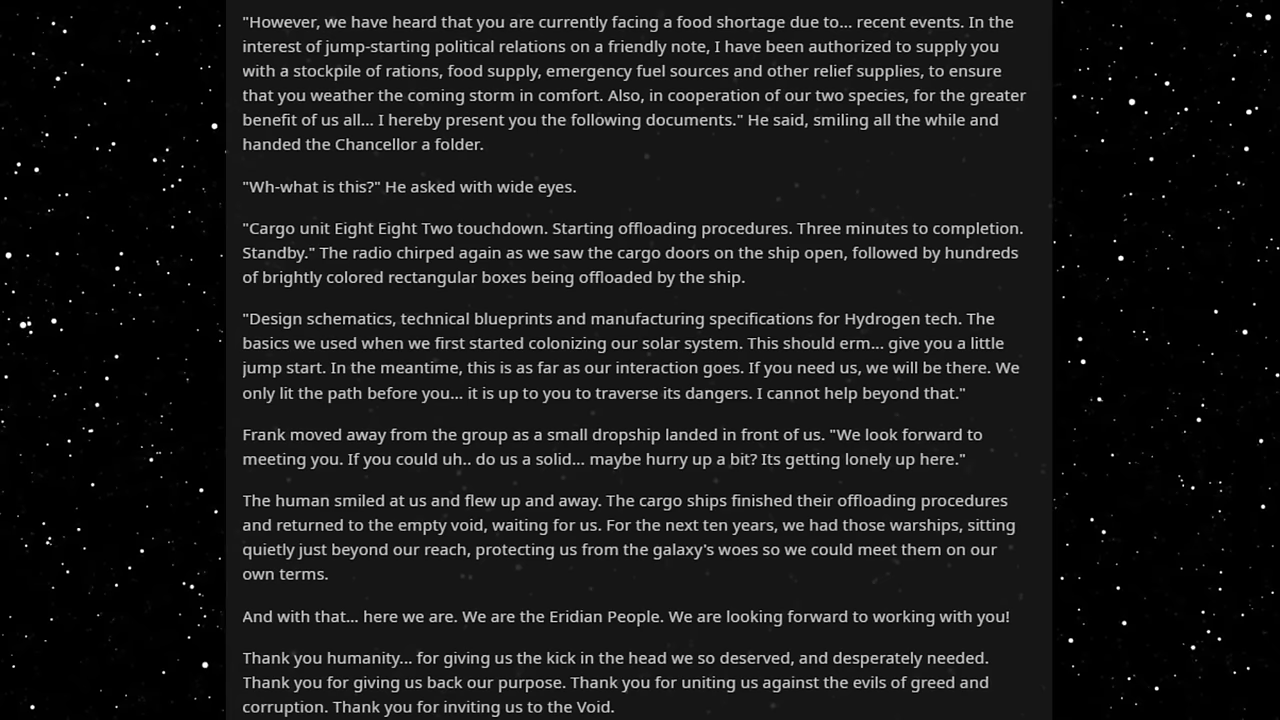 "However, we have heard that you are currently facing a food shortage due to... recent events. In the
interest of jump-starting political relations on a friendly note, I have been authorized to supply you
with a stockpile of rations, food supply, emergency fuel sources and other relief supplies, to ensure
that you weather the coming storm in comfort. Also, in cooperation of our two species, for the greater
benefit of us all... I hereby present you the following documents." He said, smiling all the while and
handed the Chancellor a folder.
"Wh-what is this?" He asked with wide eyes.
"Cargo unit Eight Eight Two touchdown. Starting offloading procedures. Three minutes to completion.
Standby." The radio chirped again as we saw the cargo doors on the ship open, followed by hundreds
of brightly colored rectangular boxes being offloaded by the ship.
"Design schematics, technical blueprints and manufacturing specifications for Hydrogen tech. The
basics we used when we first started colonizing our solar system. This should erm... give you a little
jump start. In the meantime, this is as far as our interaction goes. If you need us, we will be there. We
only lit the path before you... it is up to you to traverse its dangers. I cannot help beyond that."
Frank moved away from the group as a small dropship landed in front of us. "We look forward to
meeting you. If you could uh.. do us a solid... maybe hurry up a bit? Its getting lonely up here."
The human smiled at us and flew up and away. The cargo ships finished their offloading procedures
and returned to the empty void, waiting for us. For the next ten years, we had those warships, sitting
quietly just beyond our reach, protecting us from the galaxy's woes so we could meet them on our
own terms.
And with that... here we are. We are the Eridian People. We are looking forward to working with you!
Thank you humanity... for giving us the kick in the head we so deserved, and desperately needed.
Thank you for giving us back our purpose. Thank you for uniting us against the evils of greed and
corruption. Thank you for inviting us to the Void.